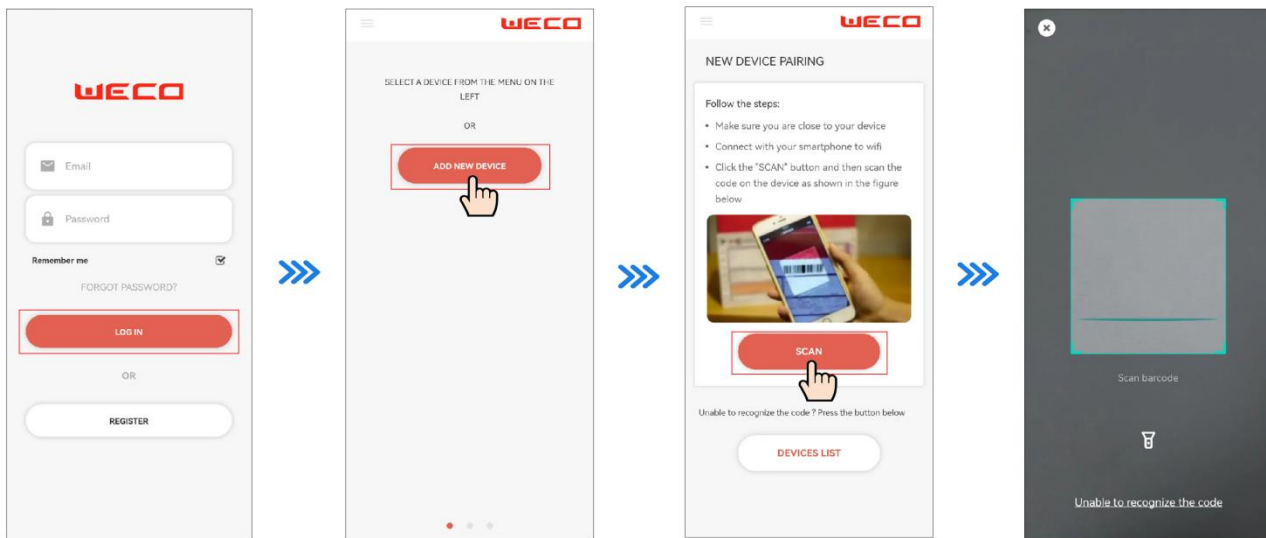 WECO
Email
Password
Remember me
FORGOT PASSWORD?
LOG IN
OR
REGISTER
WECO
SELECT A DEVICE FROM THE MENU ON THE
LEFT
OR
ADD NEW DEVICE
WECO
NEW DEVICE PAIRING
Follow the steps:
• Make sure you are close to your device
• Connect with your smartphone to wifi
• Click the "SCAN" button and then scan the
code on the device as shown in the figure
below
SCAN
Unable to recognize the code ? Press the button below
DEVICES LIST
Scan barcode
Unable to recognize the code